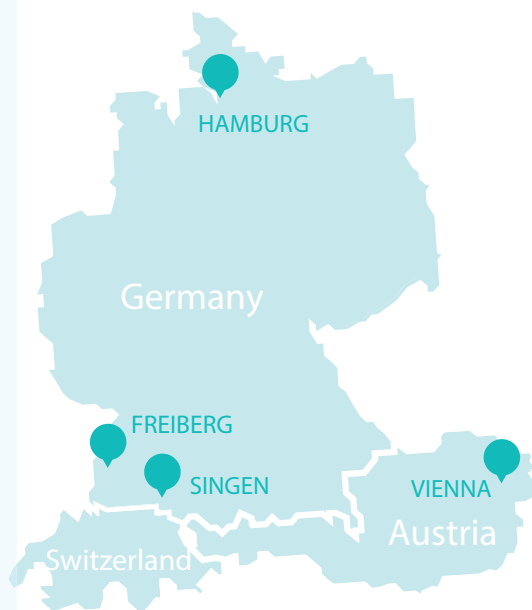 HAMBURG
Germany
FREIBERG
SINGEN
VIENNA
Austria
Switzerland